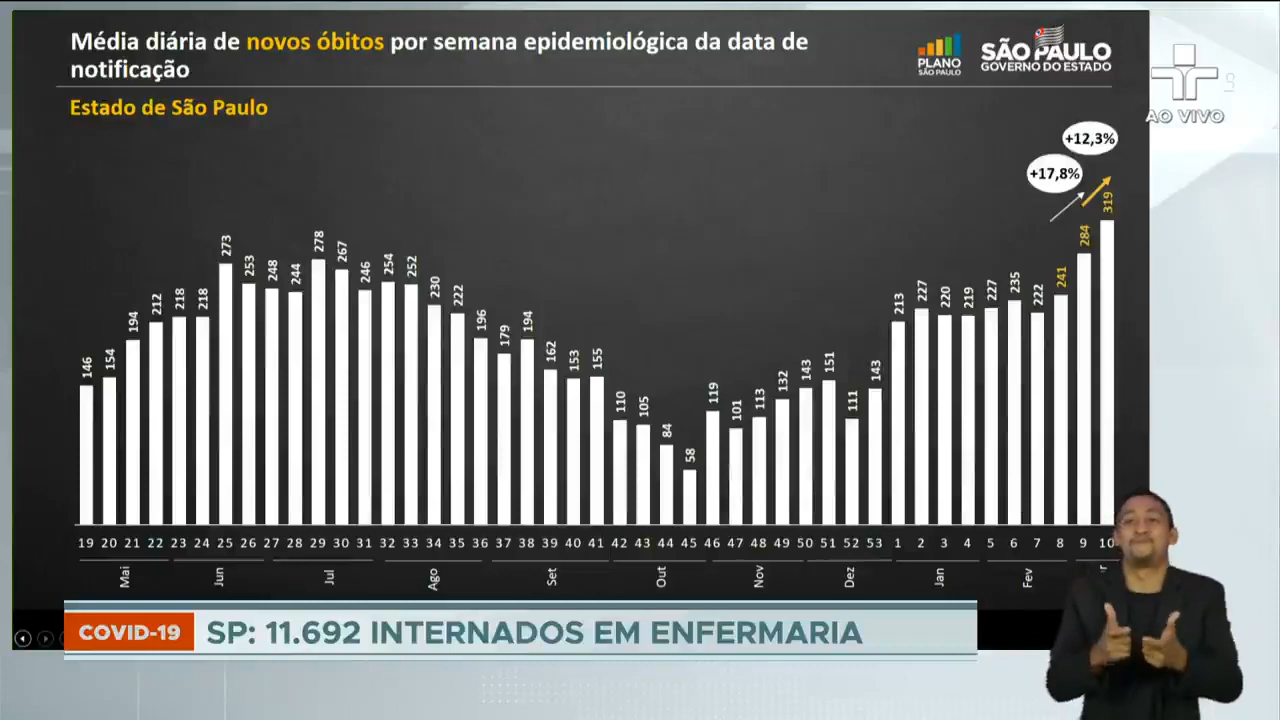 Média diária de novos óbitos por semana epidemiológica da data de
notificação
Estado de São Paulo
PLANO
SÃO PAULO
SÃO PAULO
GOVERNO DO ESTADO
AO VIVO
+12,3%
+17,8%
146 154 194 212 218 218 273 253 248 244 278 267 246 254 252 230 222 196 179 194 162 153 155 110 105 84 58 119 101 113 132 143 151 111 143 213 227 220 219 227 235 222 241 284 319
19 20 21 22 23 24 25 26 27 28 29 30 31 32 33 34 35 36 37 38 39 40 41 42 43 44 45 46 47 48 49 50 51 52 53 1 2 3 4 5 6 7 8 9 10
Mai Jun Jul Ago Set Out Nov Dez Jan Fev
COVID-19
SP: 11.692 INTERNADOS EM ENFERMARIA